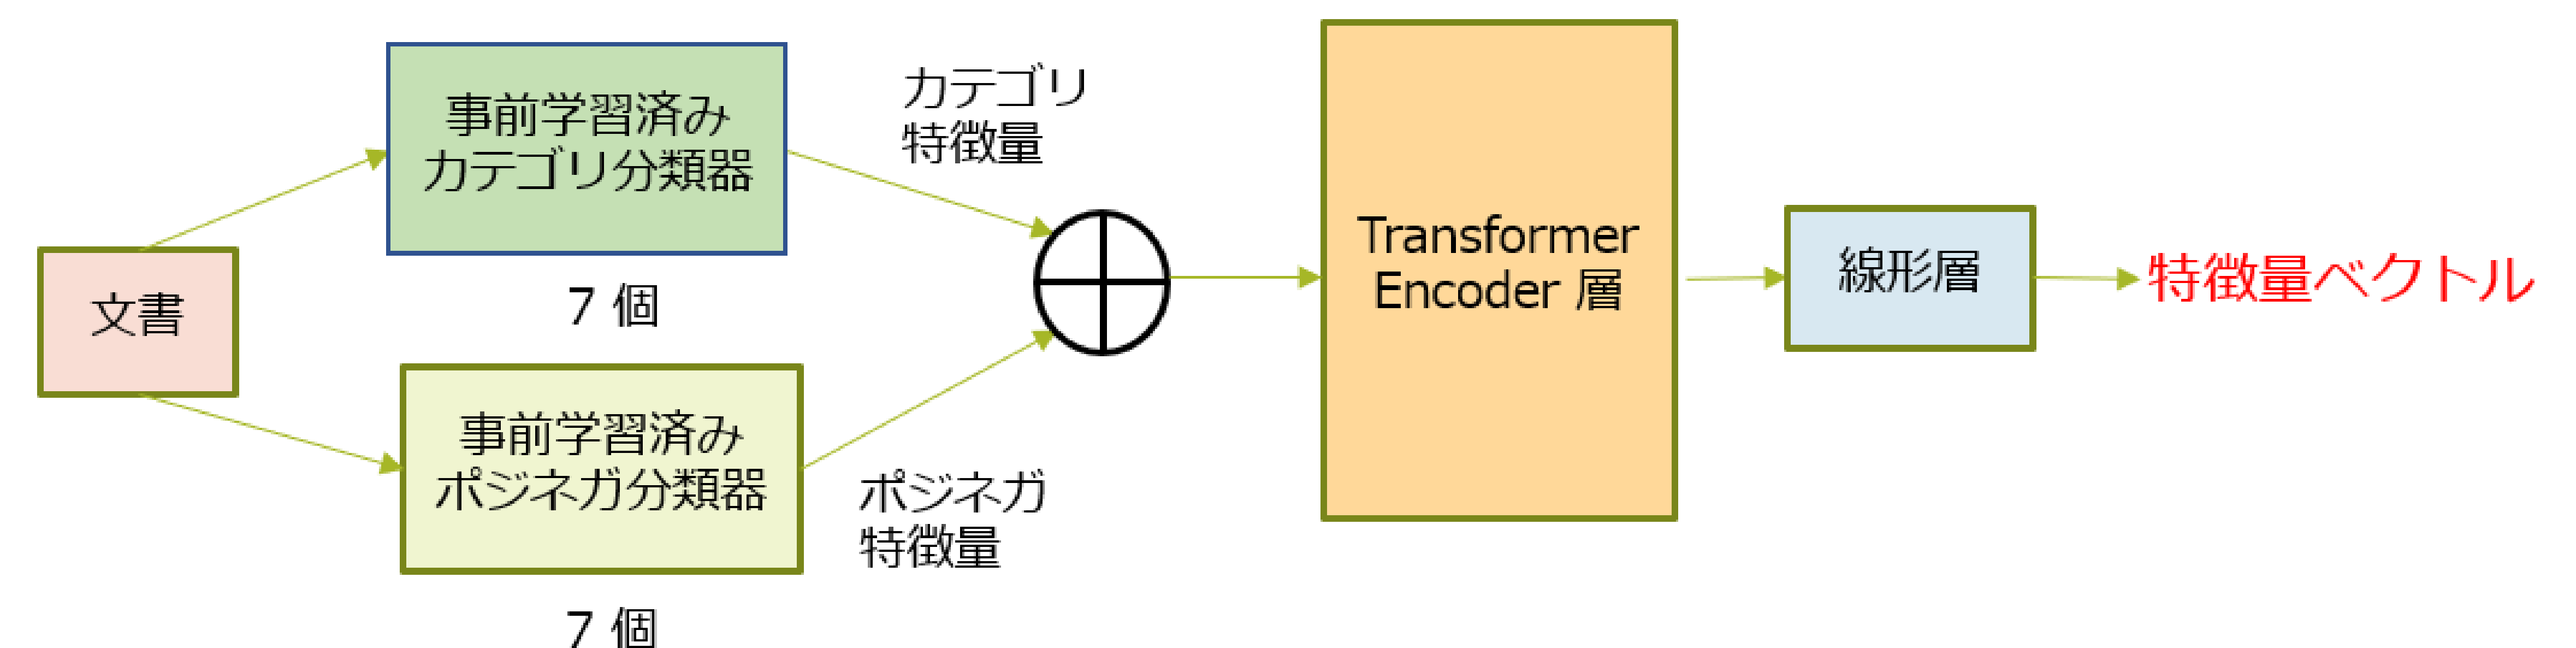 文書
事前学習済み
カテゴリ分類器
7 個
事前学習済み
ポジネガ分類器
7 個
カテゴリ
特徴量
ポジネガ
特徴量
Transformer
Encoder 層
線形層
特徴量ベクトル